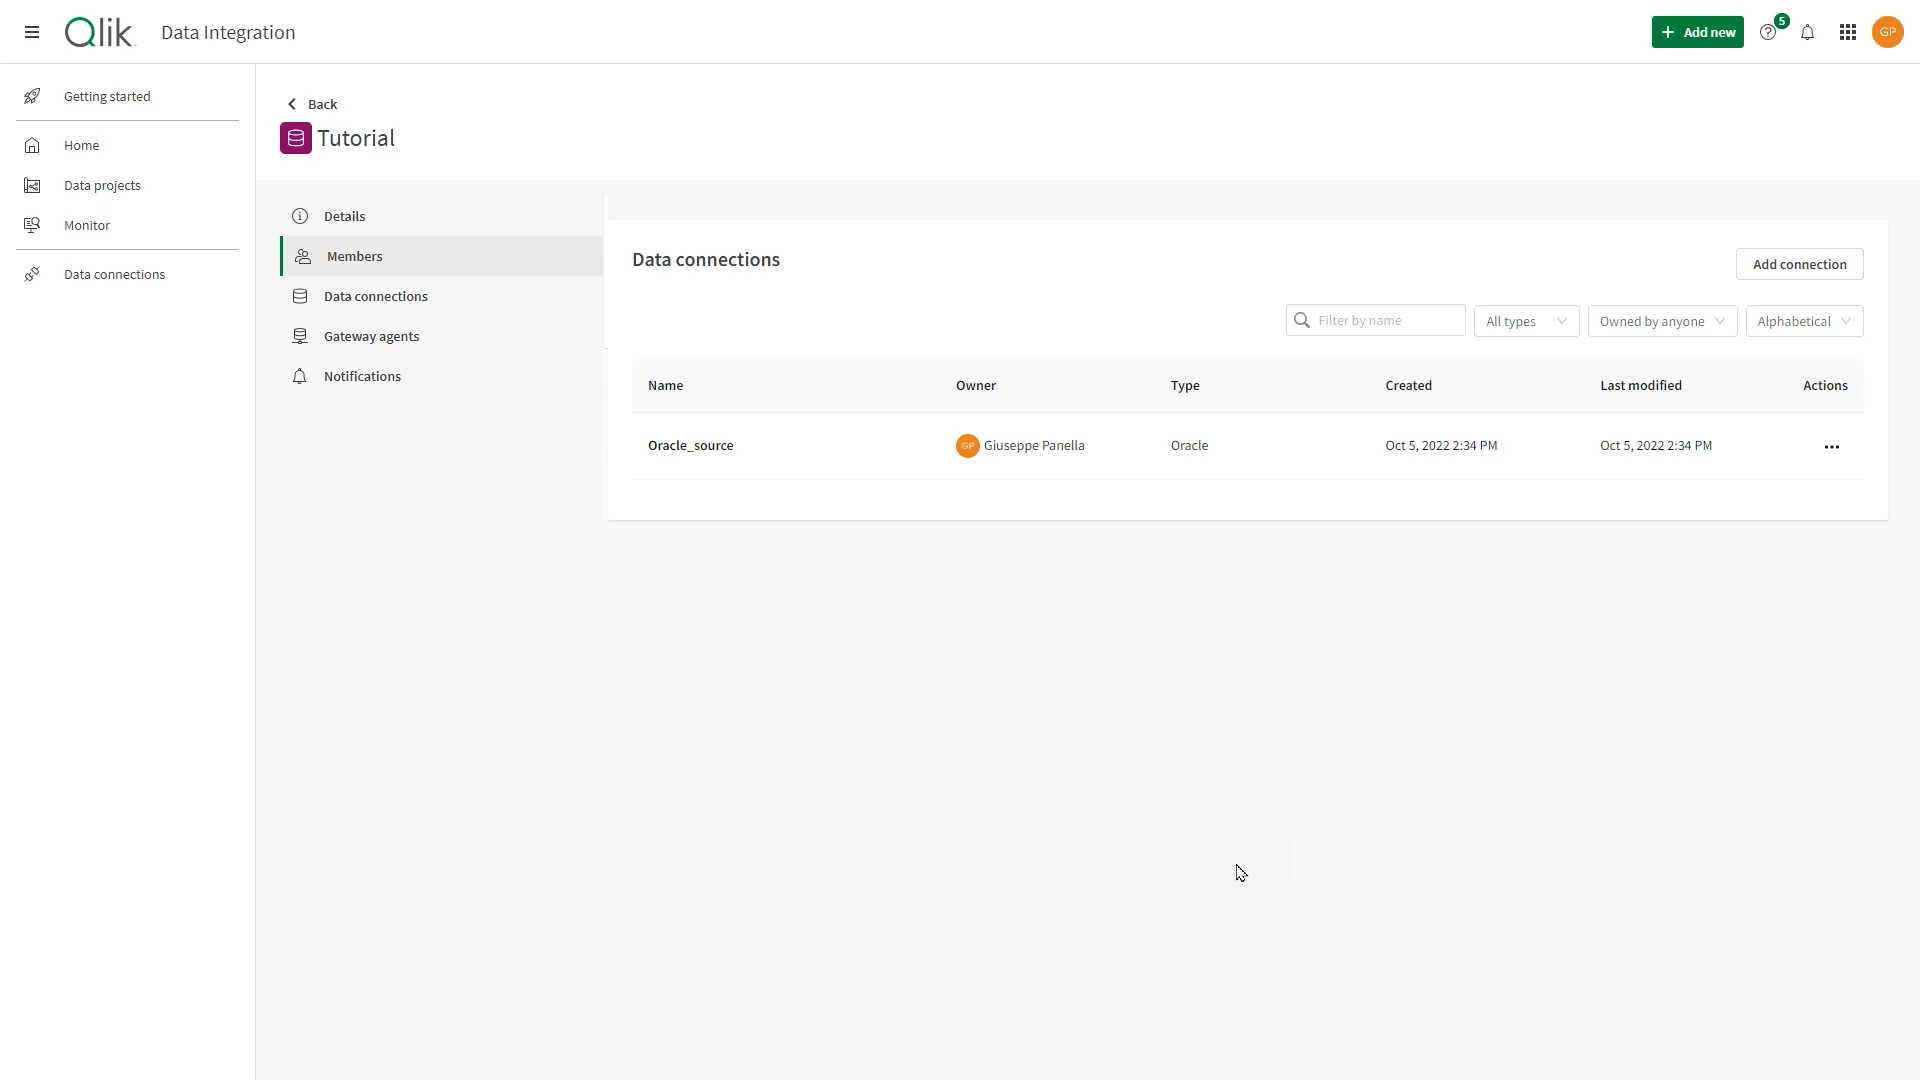 Qlik Data Integration
Add new
5
GP
Getting started
Home
Data projects
Monitor
Data connections
Back
Tutorial
Details
Members
Data connections
Gateway agents
Notifications
Data connections
Add connection
Filter by name
All types
Owned by anyone
Alphabetical
Name Owner Type Created Last modified Actions
Oracle_source GP Giuseppe Panella Oracle Oct 5, 2022 2:34 PM Oct 5, 2022 2:34 PM